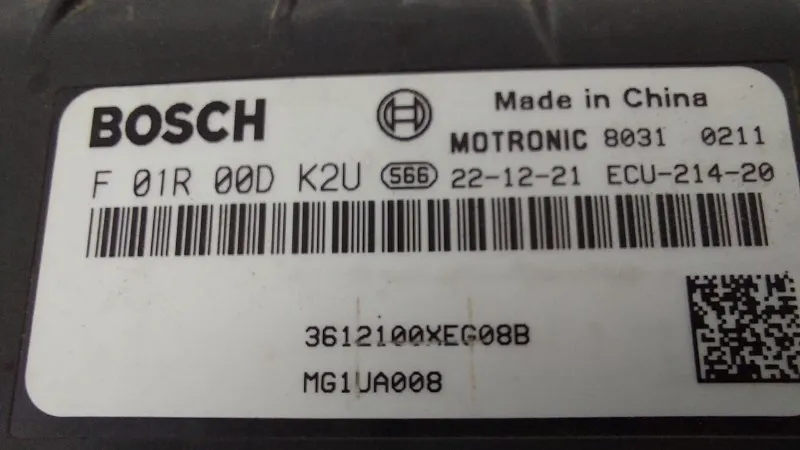 BOSCH
Made in China
MOTRONIC 8031 0211
F 01R 00D K2U 566 22-12-21 ECU-214-20
3612100XEG08B
MG1UA008